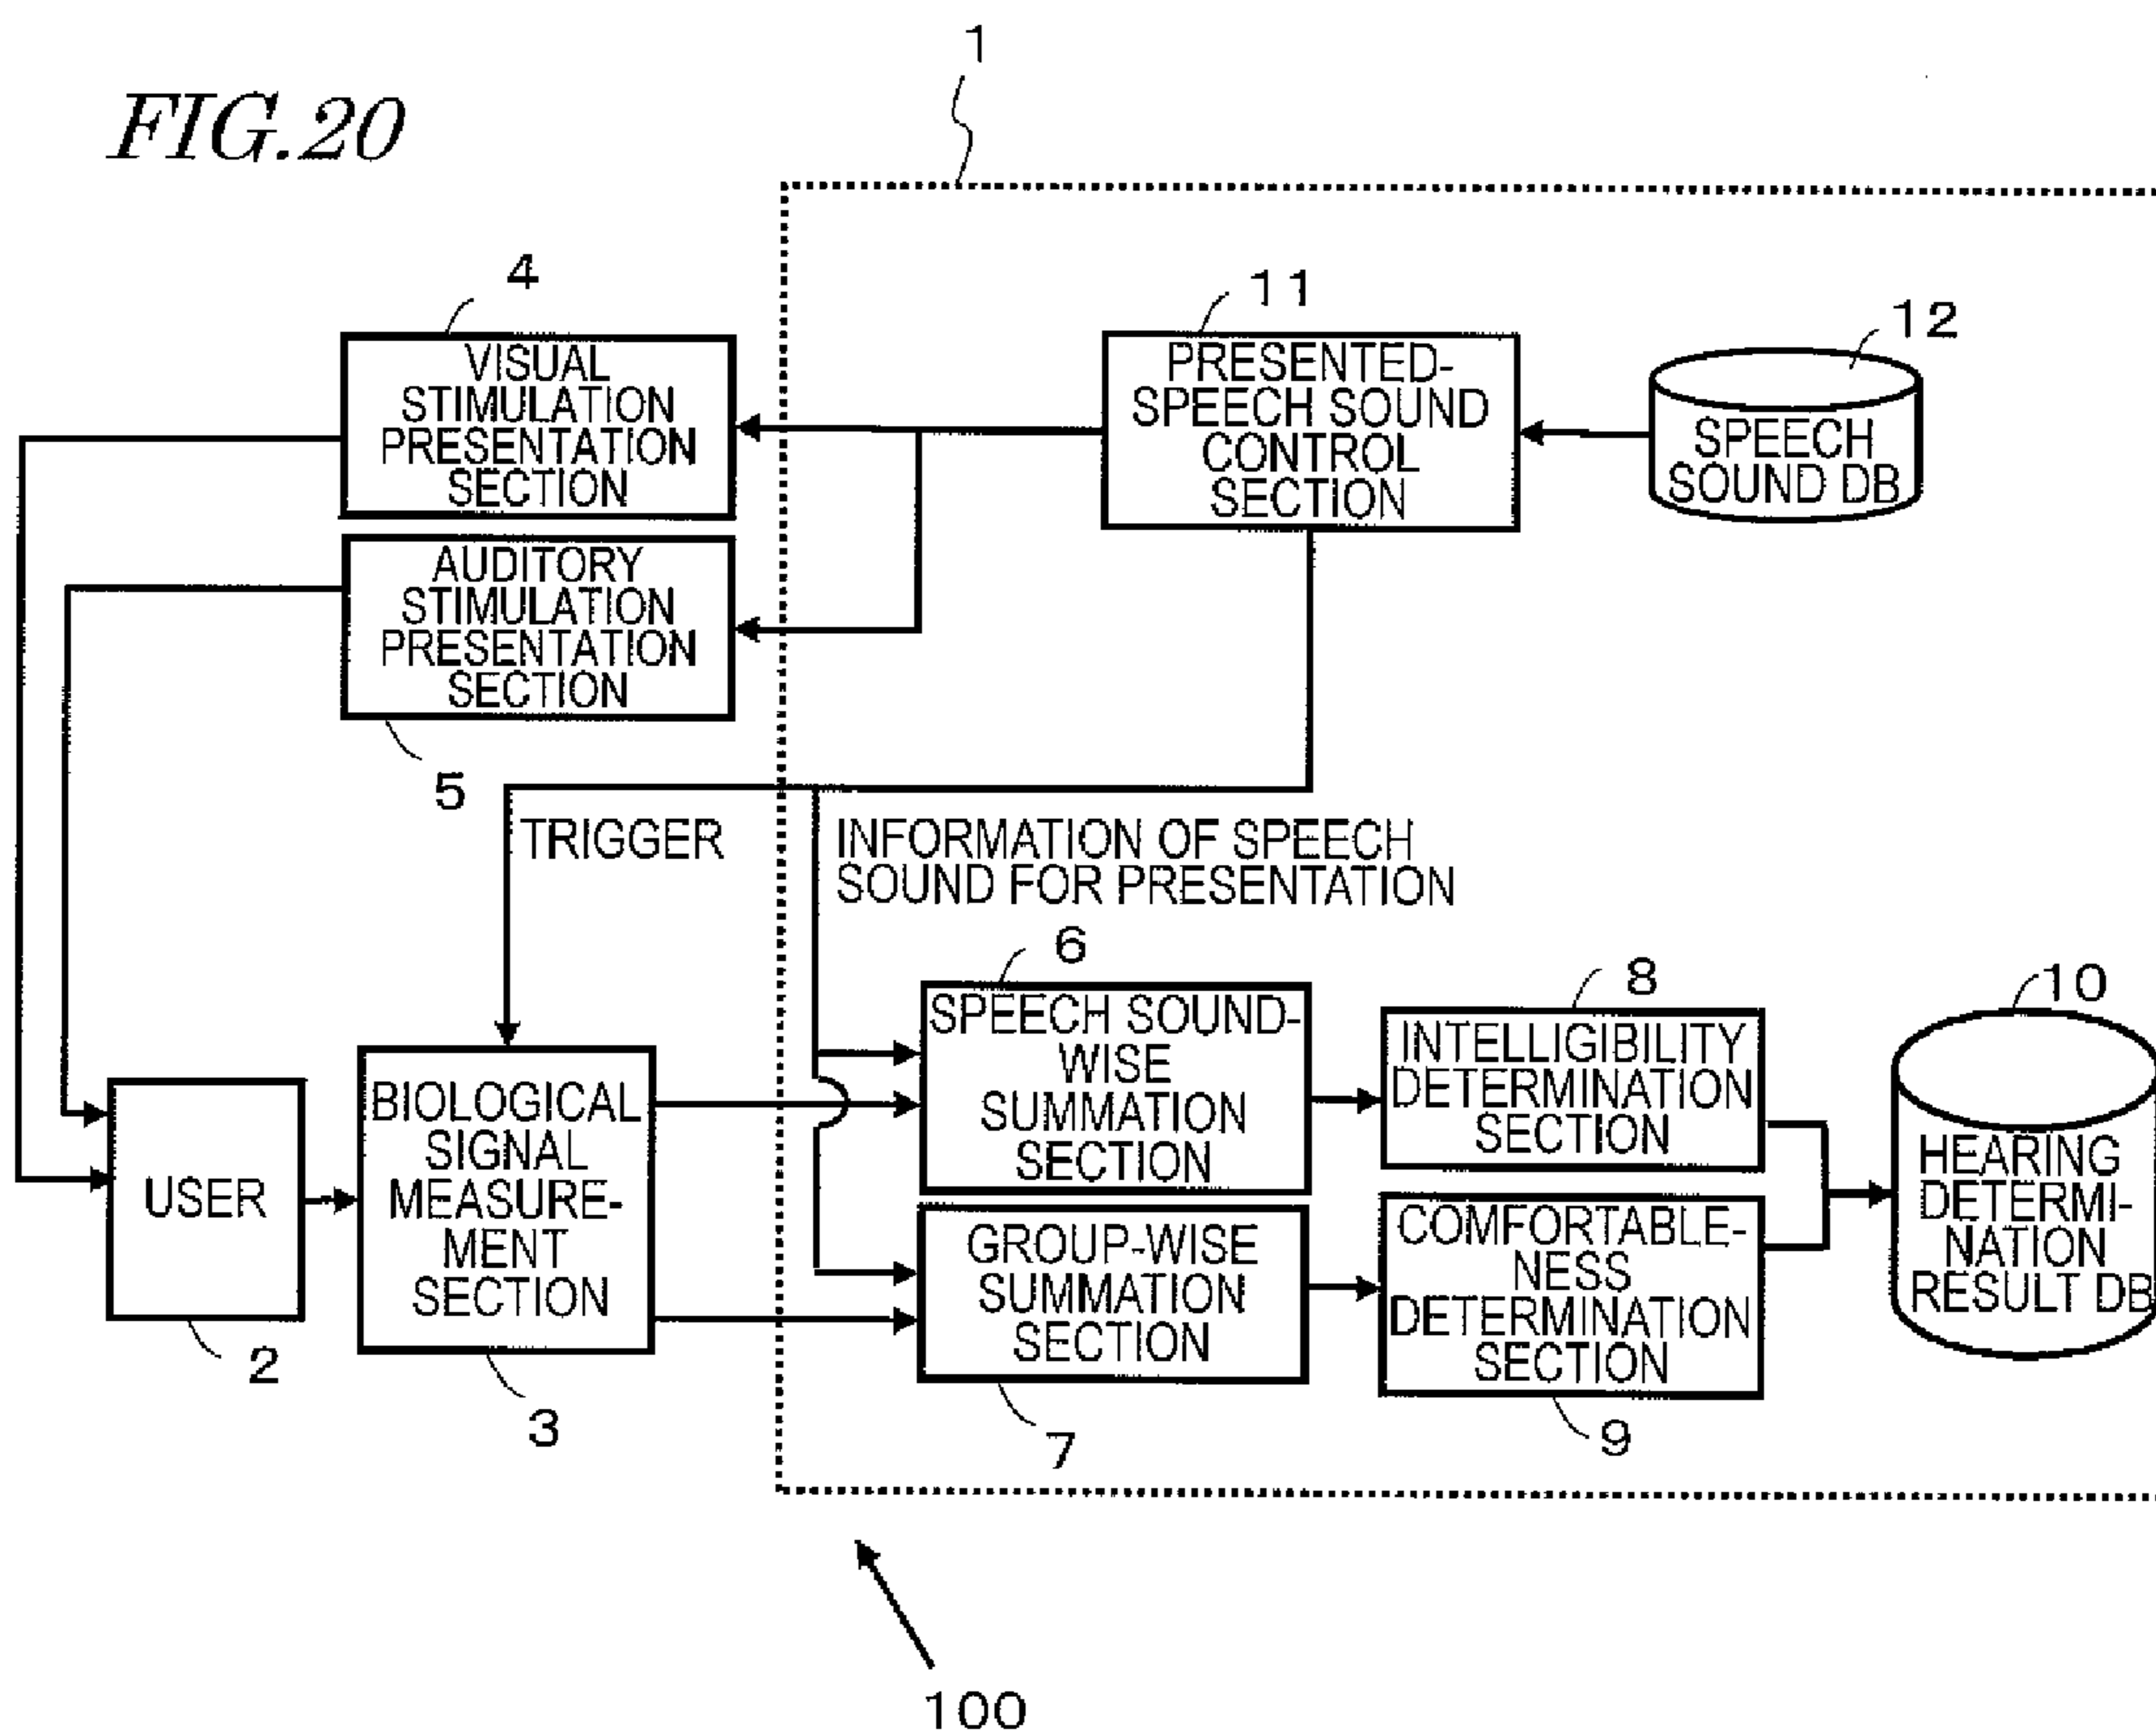 FIG.20
1
4
VISUAL
STIMULATION
PRESENTATION
SECTION
11
PRESENTED-
SPEECH SOUND
CONTROL
SECTION
12
SPEECH
SOUND DB
AUDITORY
STIMULATION
PRESENTATION
SECTION
5
TRIGGER
INFORMATION OF SPEECH
SOUND FOR PRESENTATION
USER
2
BIOLOGICAL
SIGNAL
MEASURE-
MENT
SECTION
3
6
SPEECH SOUND-
WISE
SUMMATION
SECTION
GROUP-WISE
SUMMATION
SECTION
7
8
INTELLIGIBILITY
DETERMINATION
SECTION
COMFORTABLE-
NESS
DETERMINATION
SECTION
9
10
HEARING
DETERMI-
NATION
RESULT DB
100